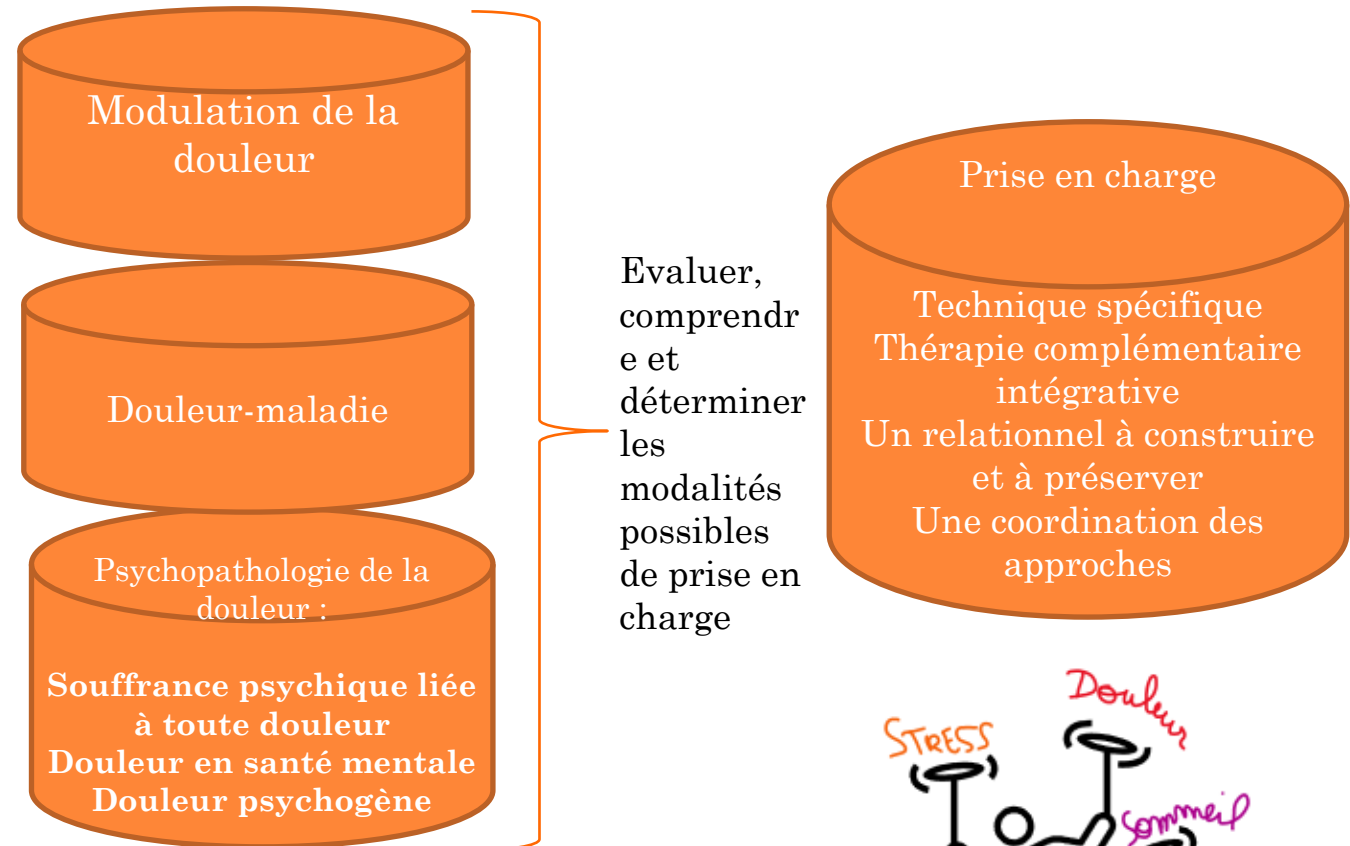 Modulation de la
douleur
Douleur-maladie
Psychopathologie de la
douleur :
Souffrance psychique liée
à toute douleur
Douleur en santé mentale
Douleur psychogène
Evaluer,
comprendr
e et
déterminer
les
modalités
possibles
de prise en
charge
Prise en charge
Technique spécifique
Thérapie complémentaire
intégrative
Un relationnel à construire
et à préserver
Une coordination des
approches
STRESS
Douleur
Sommeil